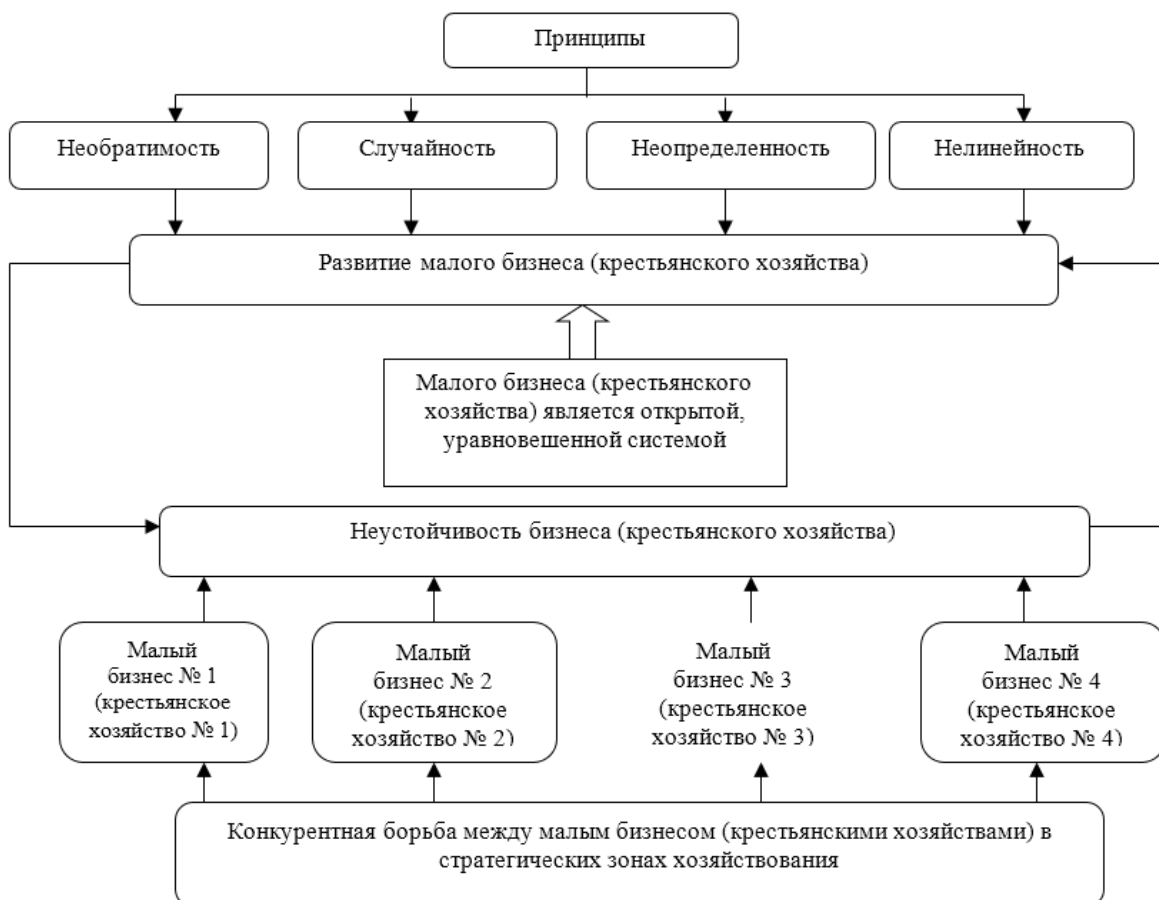 Принципы
Необратимость
Случайность
Неопределенность
Нелинейность
Развитие малого бизнеса (крестьянского хозяйства)
Малого бизнеса (крестьянского
хозяйства) является открытой,
уравновешенной системой
Неустойчивость бизнеса (крестьянского хозяйства)
Малый
бизнес № 1
(крестьянское
хозяйство № 1)
Малый
бизнес № 2
(крестьянское
хозяйство № 2)
Малый
бизнес № 3
(крестьянское
хозяйство № 3)
Малый
бизнес № 4
(крестьянское
хозяйство № 4)
Конкурентная борьба между малым бизнесом (крестьянскими хозяйствами) в
стратегических зонах хозяйствования